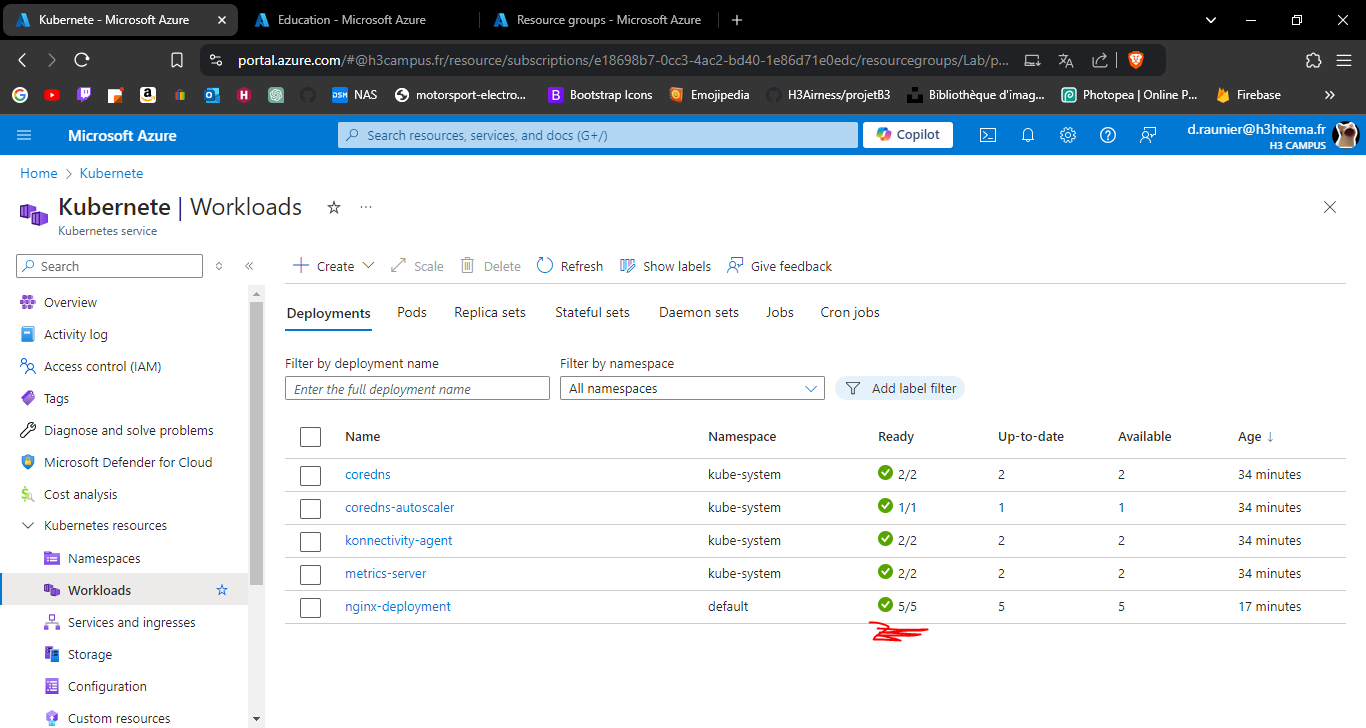 Kubernete - Microsoft Azure
Education - Microsoft Azure
Resource groups - Microsoft Azure
portal.azure.com/#@h3campus.fr/resource/subscriptions/e18698b7-0cc3-4ac2-bd40-1e86d71e0edc/resourcegroups/Lab/p...
NAS
motorsport-electro...
Bootstrap Icons
Emojipedia
H3Airness/projetB3
Bibliothèque d'imag...
Photopea | Online P...
Firebase
Microsoft Azure
Search resources, services, and docs (G+/)
Copilot
d.raunier@h3hitema.fr
H3 CAMPUS
Home > Kubernete
Kubernete | Workloads
Kubernetes service
Search
Overview
Activity log
Access control (IAM)
Tags
Diagnose and solve problems
Microsoft Defender for Cloud
Cost analysis
Kubernetes resources
Namespaces
Workloads
Services and ingresses
Storage
Configuration
Custom resources
Create Scale Delete Refresh Show labels Give feedback
Deployments Pods Replica sets Stateful sets Daemon sets Jobs Cron jobs
Filter by deployment name Filter by namespace
Enter the full deployment name All namespaces Add label filter
Name Namespace Ready Up-to-date Available Age ↓
coredns kube-system 2/2 2 2 34 minutes
coredns-autoscaler kube-system 1/1 1 1 34 minutes
konnectivity-agent kube-system 2/2 2 2 34 minutes
metrics-server kube-system 2/2 2 2 34 minutes
nginx-deployment default 5/5 5 5 17 minutes